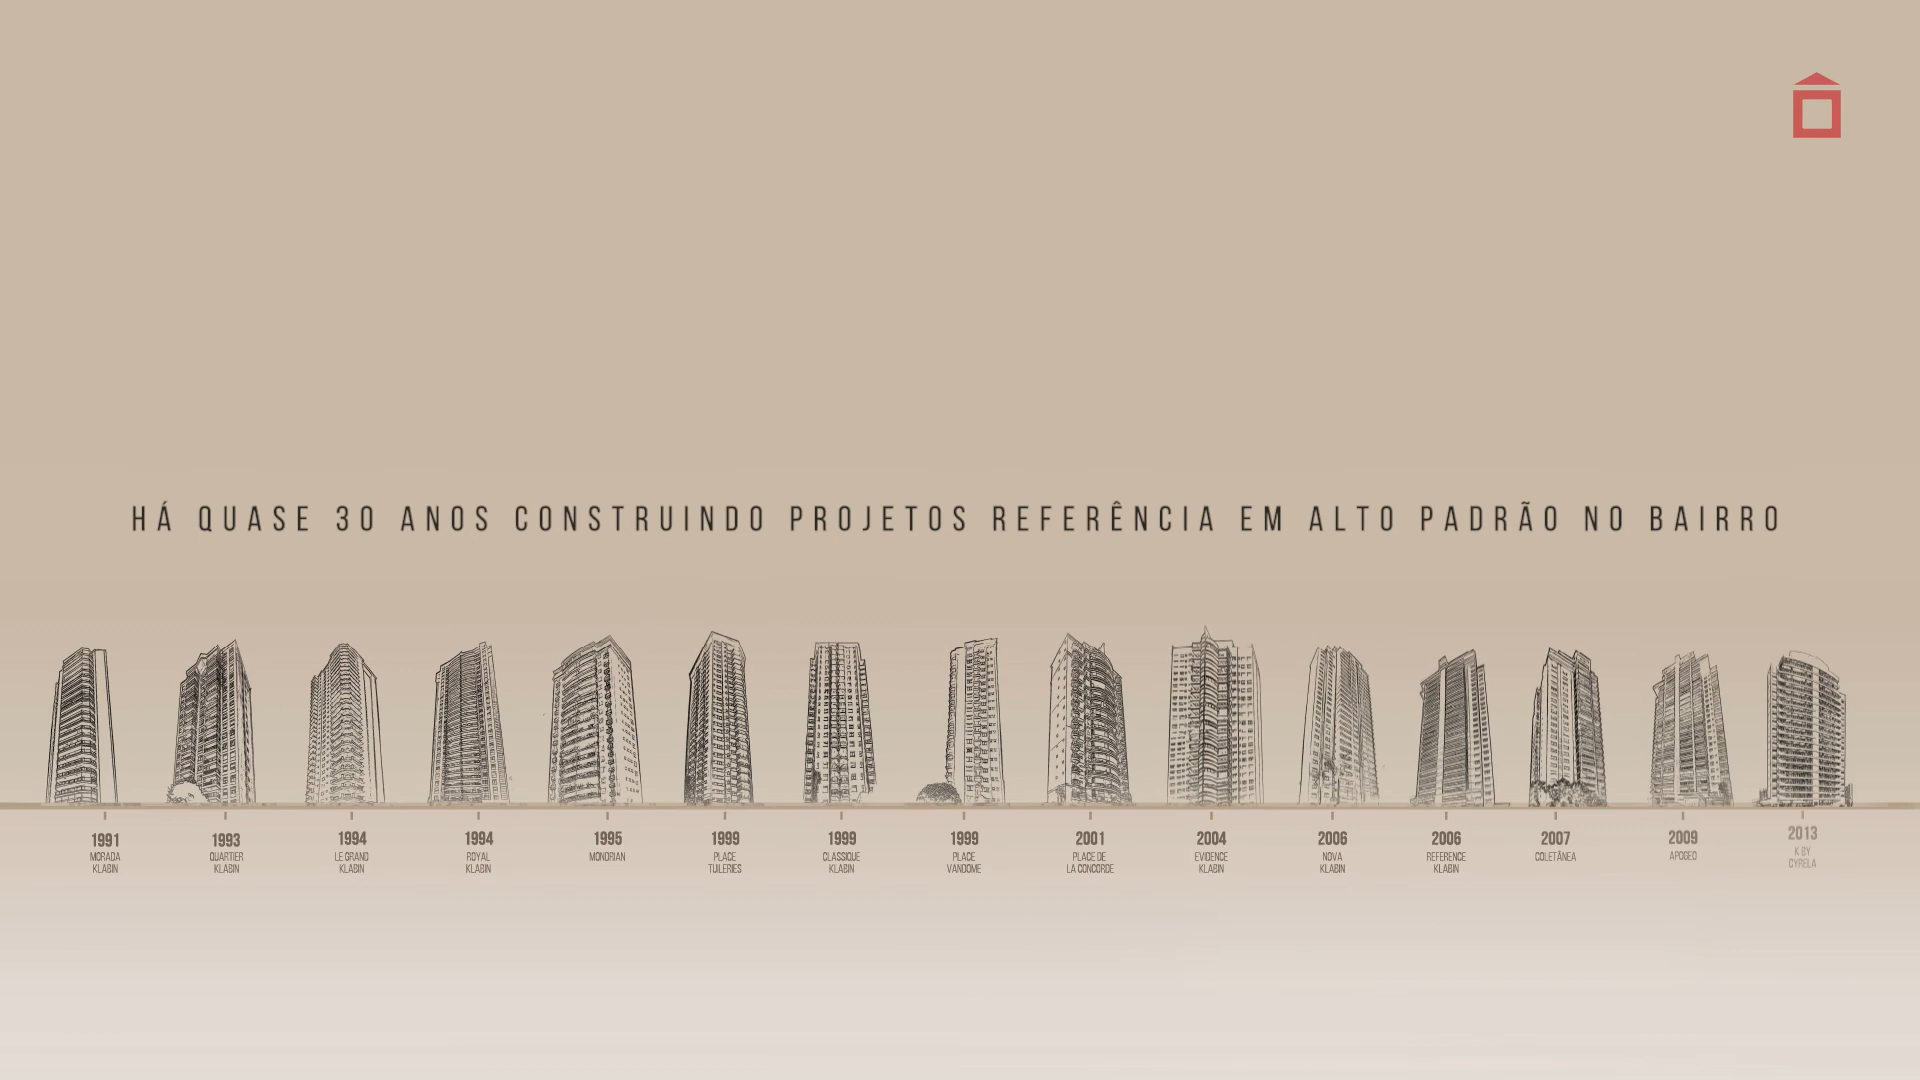 HÁ QUASE 30 ANOS CONSTRUINDO PROJETOS REFERÊNCIA EM ALTO PADRÃO NO BAIRRO
1991
MORADA
KLABIN
1993
QUARTIER
KLABIN
1994
LE GRAND
KLABIN
1994
ROYAL
KLABIN
1995
MONDRIAN
1999
PLACE
TUILERIES
1999
CLASSIQUE
KLABIN
1999
PLACE
VANDOME
2001
PLACE DE
LA CONCORDE
2004
EVIDENCE
KLABIN
2006
NOVA
KLABIN
2006
REFERENCE
KLABIN
2007
COLETÂNEA
2009
APOGEO
2013
K BY
CYRELA